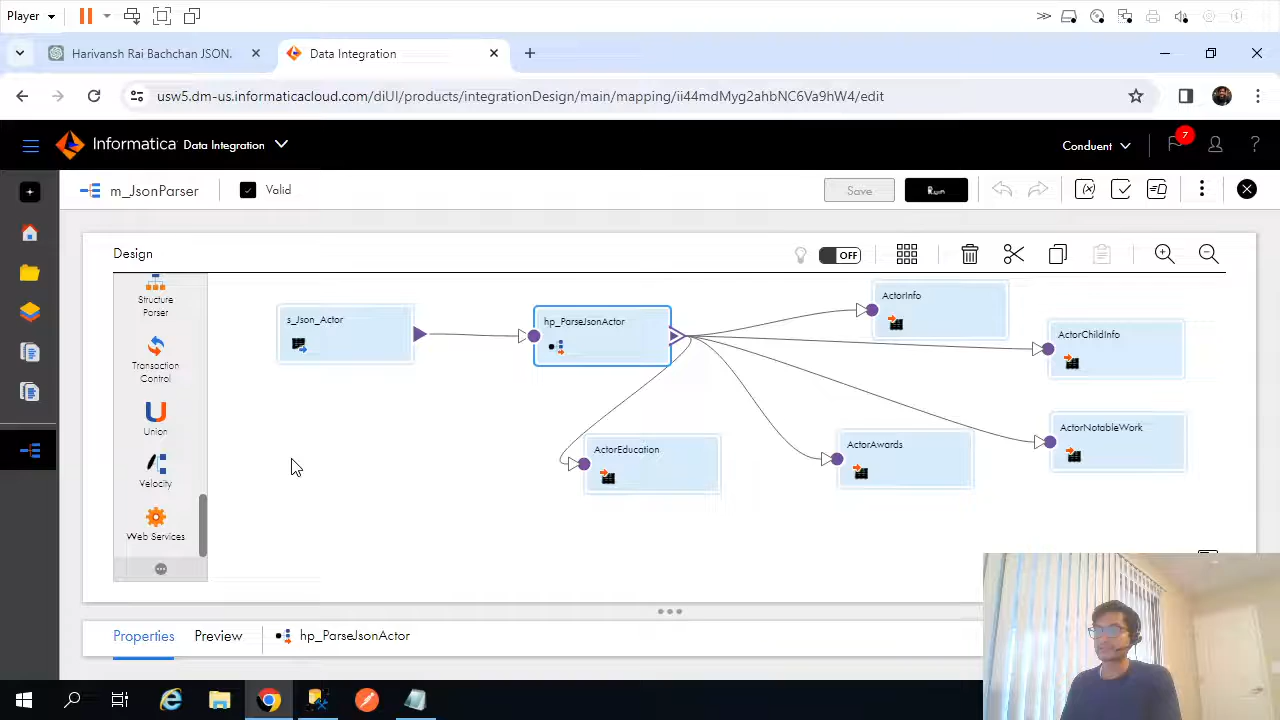 Player
Harivansh Rai Bachchan JSON.
Data Integration
usw5.dm-us.informaticacloud.com/diUI/products/integrationDesign/main/mapping/ii44mdMyg2ahbNC6Va9hW4/edit
Informatica Data Integration
Conduent
7
m_JsonParser
Valid
Save
Run
Design
OFF
Structure
Parser
Transaction
Control
Union
Velocity
Web Services
s_Json_Actor
hp_ParseJsonActor
ActorInfo
ActorChildInfo
ActorNotableWork
ActorAwards
ActorEducation
Properties
Preview
hp_ParseJsonActor